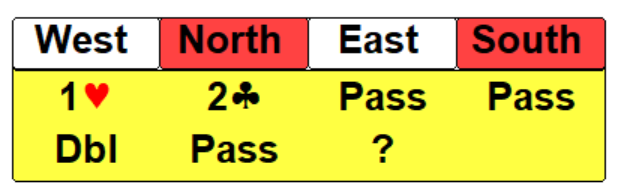 West North East South
1♥ 2♣ Pass Pass
Dbl Pass ?